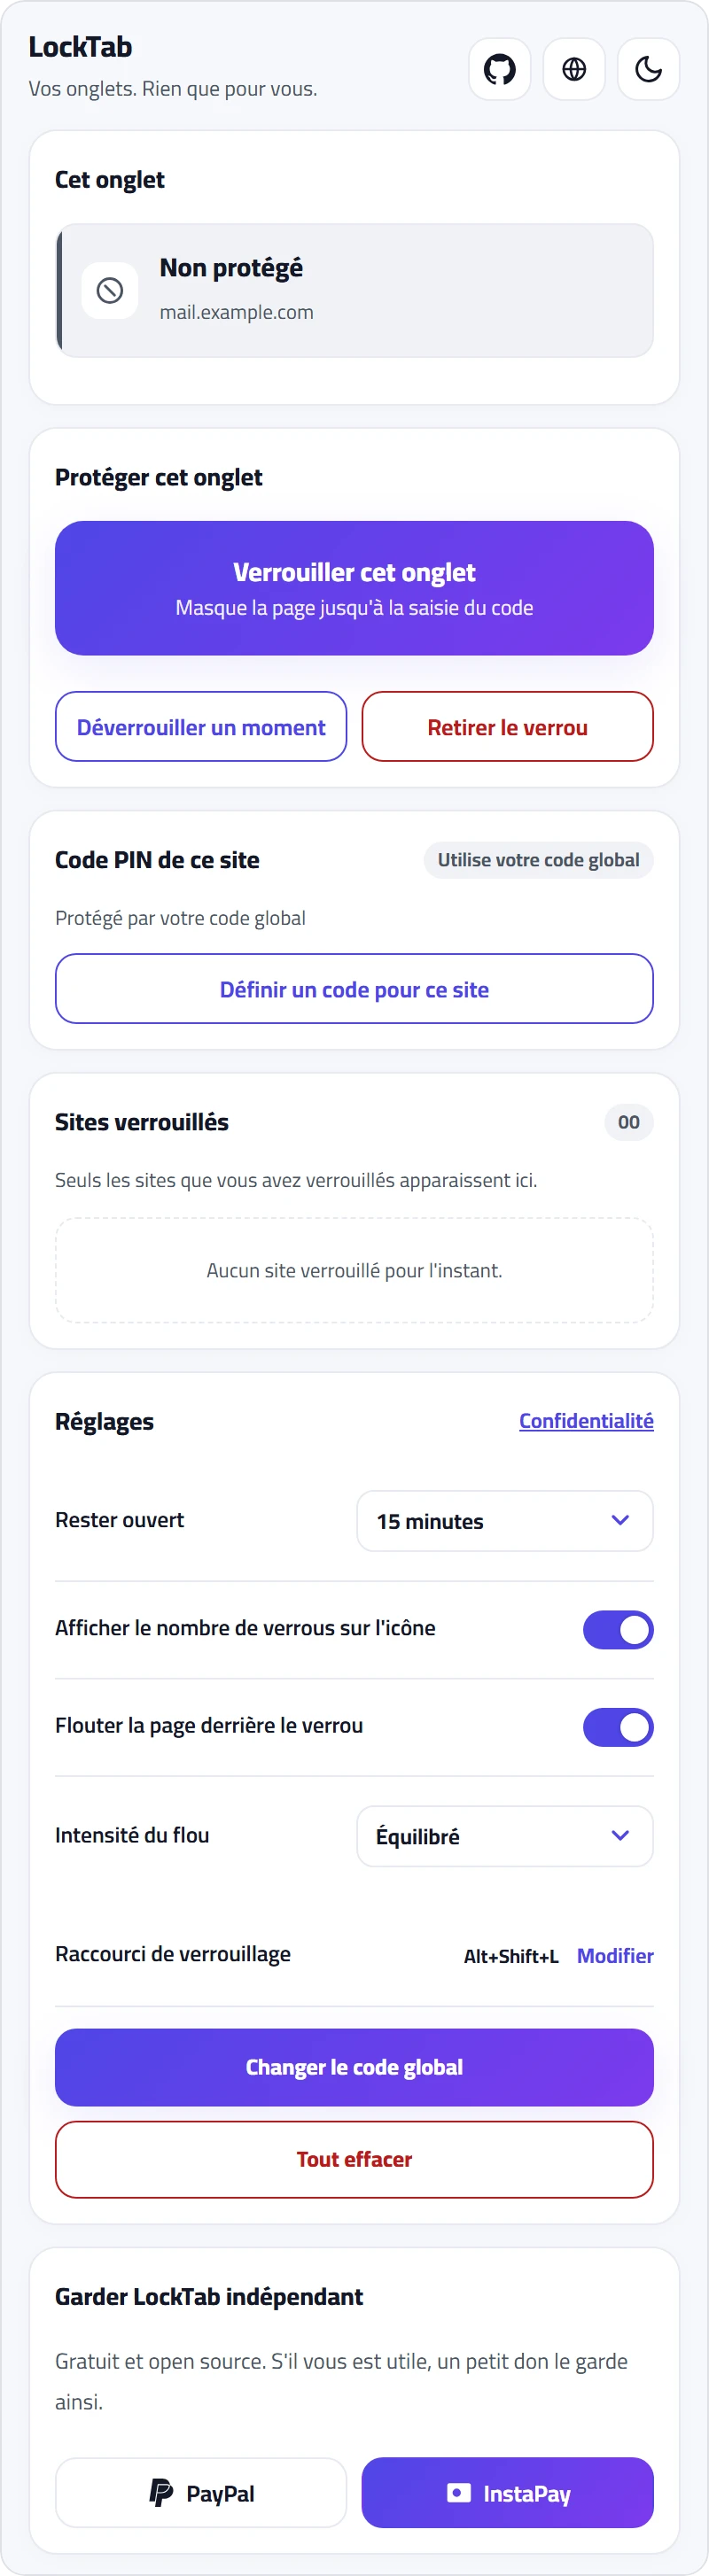 LockTab
Vos onglets. Rien que pour vous.
Cet onglet
Non protégé
mail.example.com
Protéger cet onglet
Verrouiller cet onglet
Masque la page jusqu'à la saisie du code
Déverrouiller un moment
Retirer le verrou
Code PIN de ce site
Utilise votre code global
Protégé par votre code global
Définir un code pour ce site
Sites verrouillés
00
Seuls les sites que vous avez verrouillés apparaissent ici.
Aucun site verrouillé pour l'instant.
Réglages
Confidentialité
Rester ouvert
15 minutes
Afficher le nombre de verrous sur l'icône
Flouter la page derrière le verrou
Intensité du flou
Équilibré
Raccourci de verrouillage
Alt+Shift+L
Modifier
Changer le code global
Tout effacer
Garder LockTab indépendant
Gratuit et open source. S'il vous est utile, un petit don le garde
ainsi.
PayPal
InstaPay